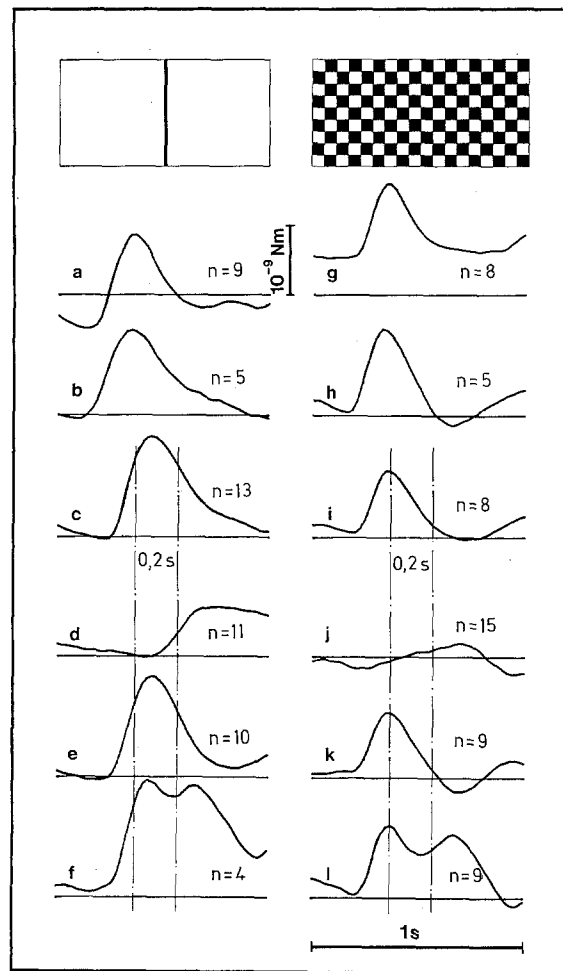 a
n=9
10⁻⁹ Nm
g
n=8
b
n=5
h
n=5
c
n=13
i
n=8
0,2 s
0,2 s
d
n=11
j
n=15
e
n=10
k
n=9
f
n=4
l
n=9
1s